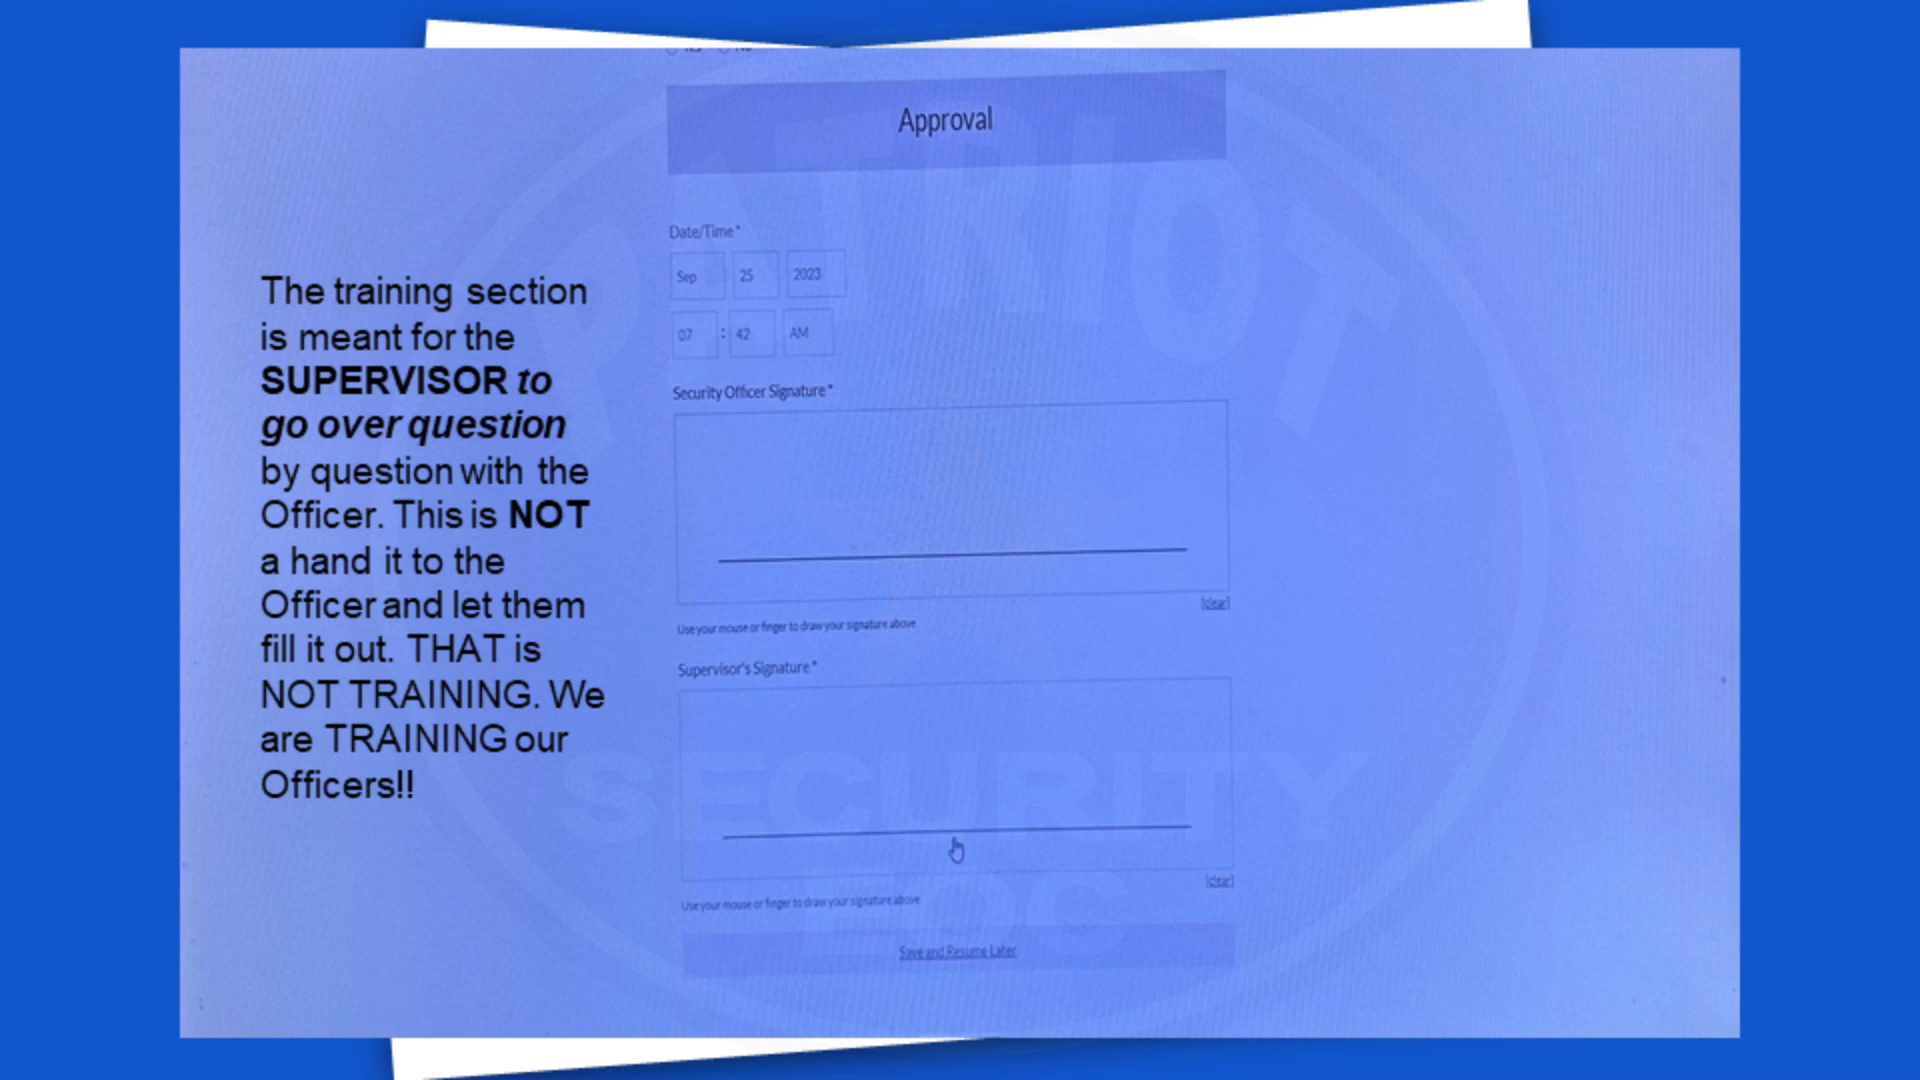 Approval
Date/Time*
Sep 25 2023
07 : 42 AM
Security Officer Signature*
[clear]
Use your mouse or finger to draw your signature above
Supervisor's Signature*
[clear]
Use your mouse or finger to draw your signature above
Save and Resume Later
The training section
is meant for the
SUPERVISOR to
go over question
by question with the
Officer. This is NOT
a hand it to the
Officer and let them
fill it out. THAT is
NOT TRAINING. We
are TRAINING our
Officers!!
PATRIOT
SECURITY
EOC